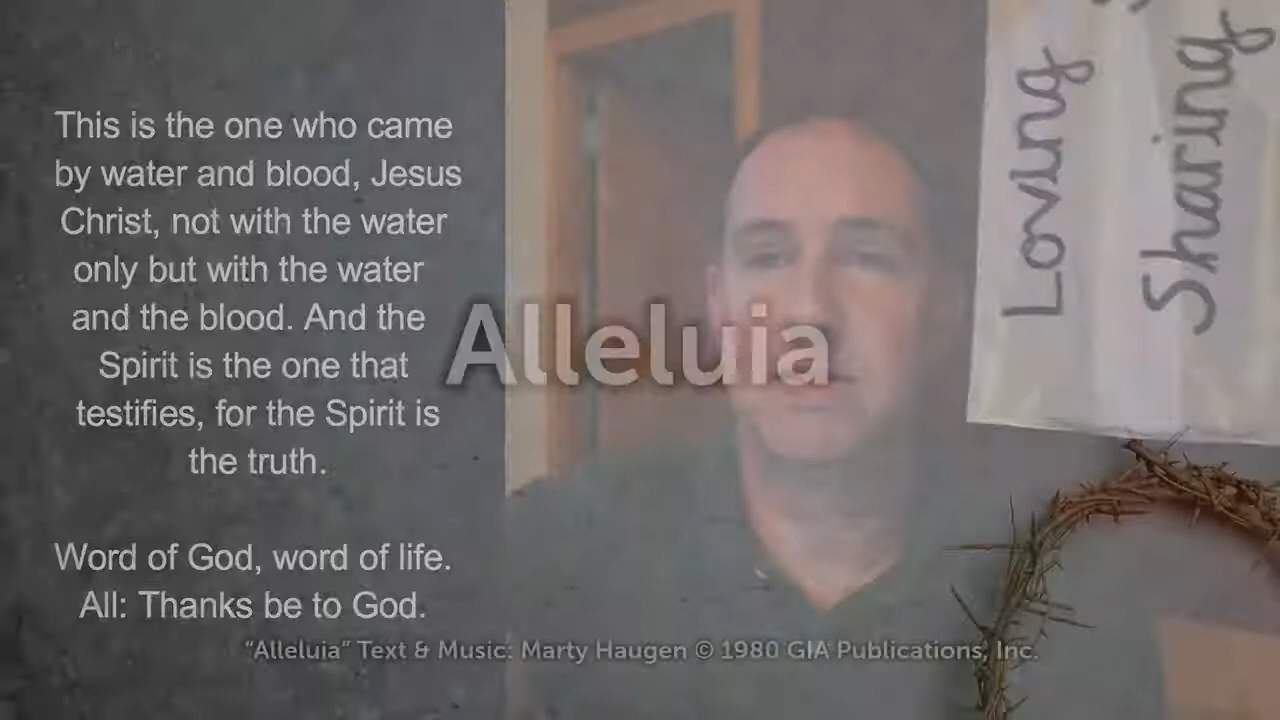 This is the one who came
by water and blood, Jesus
Christ, not with the water
only but with the water
and the blood. And the
Spirit is the one that
testifies, for the Spirit is
the truth.
Word of God, word of life.
All: Thanks be to God.
Alleluia
“Alleluia” Text & Music: Marty Haugen © 1980 GIA Publications, Inc.
Loving
Sharing